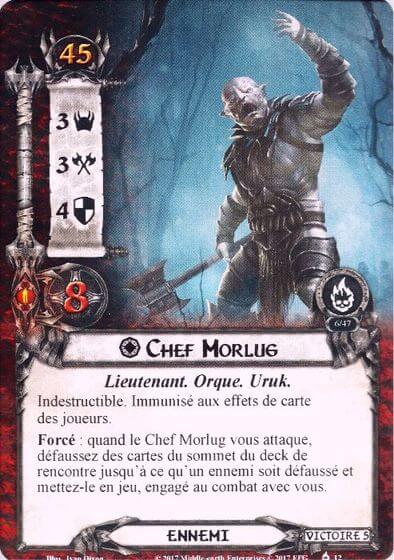 45
3
3
4
8
6/47
Chef Morlug
Lieutenant. Orque. Uruk.
Indestructible. Immunisé aux effets de carte
des joueurs.
Forcé : quand le Chef Morlug vous attaque,
défaussez des cartes du sommet du deck de
rencontre jusqu'à ce qu'un ennemi soit défaussé et
mettez-le en jeu, engagé au combat avec vous.
ENNEMI
VICTOIRE 5
© 2017 Middle-earth Enterprises © 2017 FFG
12